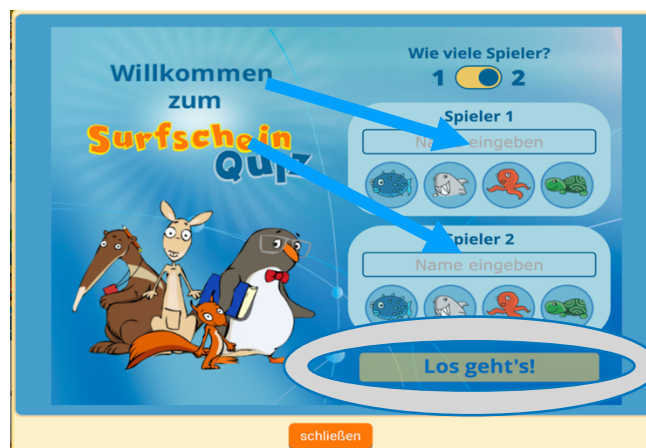 Willkommen
zum
Surfschein
Quiz
Wie viele Spieler?
1 2
Spieler 1
Name eingeben
Spieler 2
Name eingeben
Los geht's!
schließen